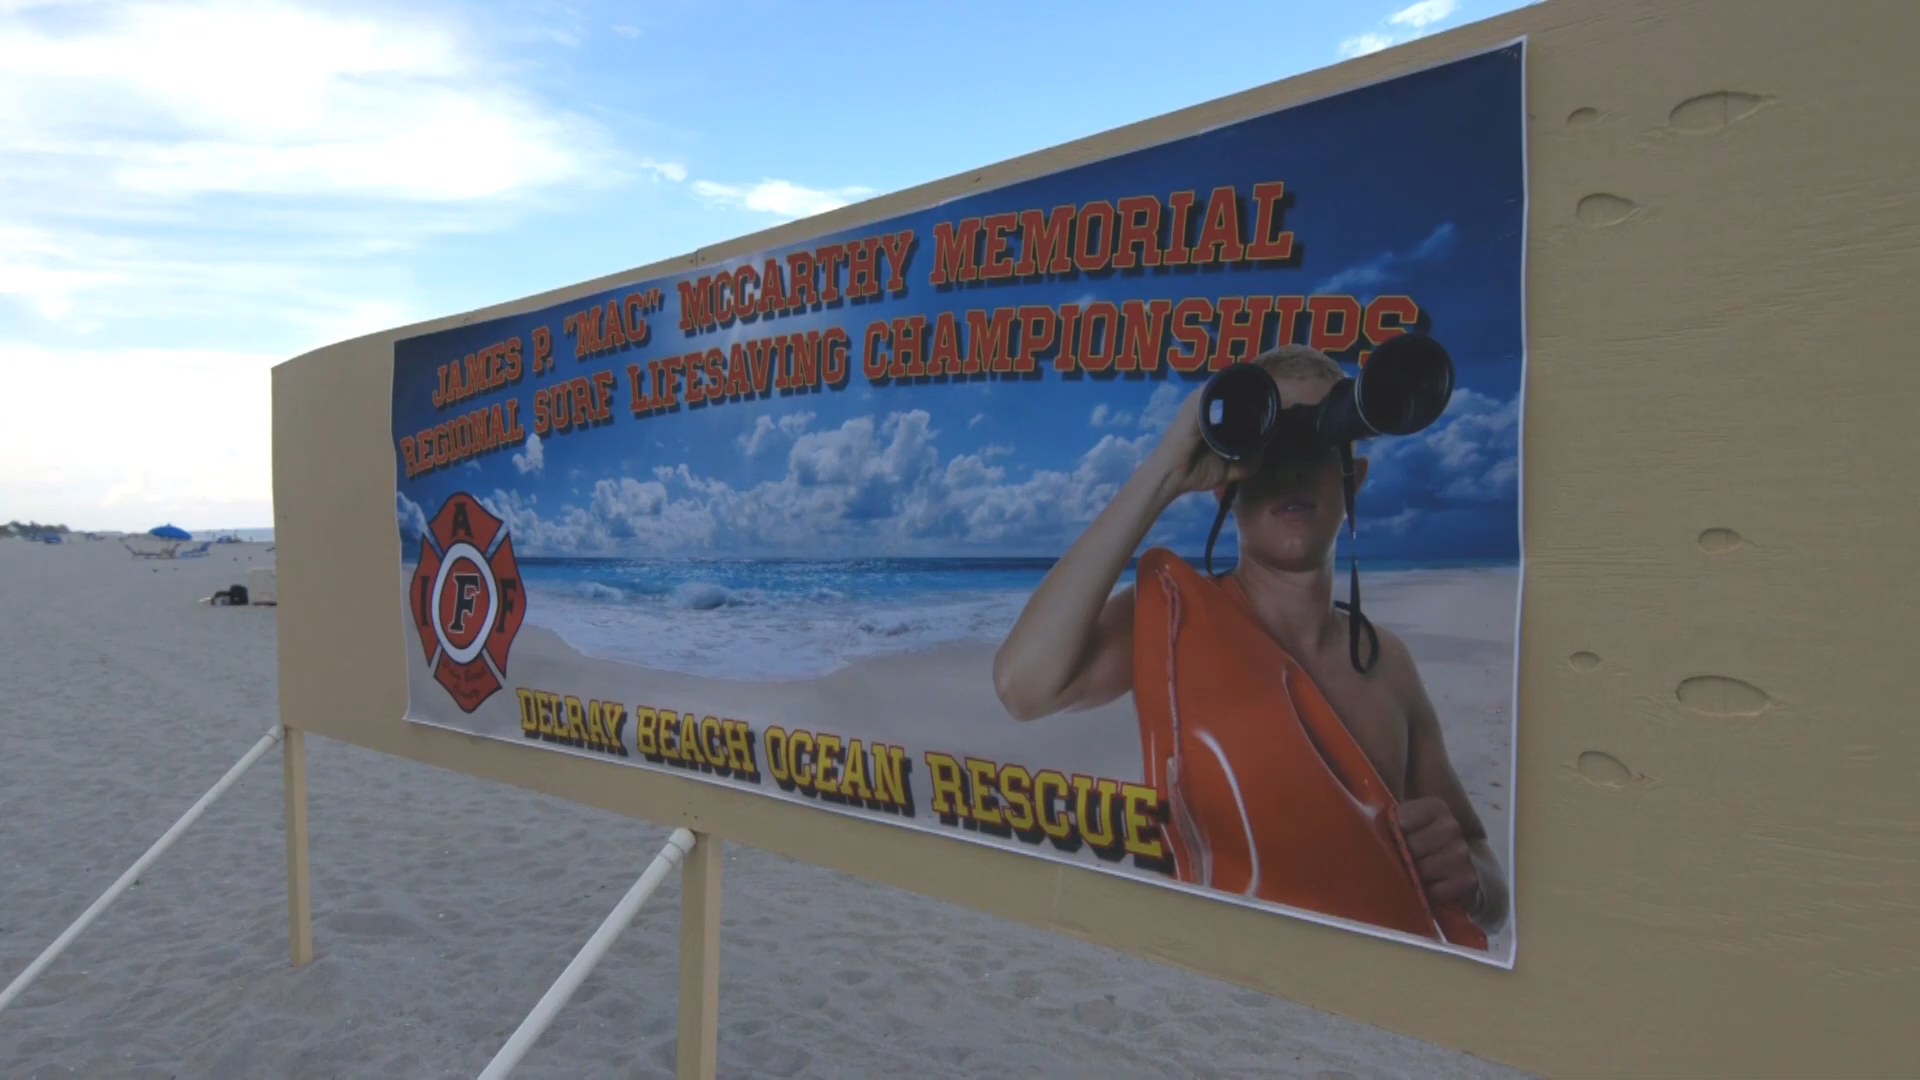 JAMES P. "MAC" MCCARTHY MEMORIAL
REGIONAL SURF LIFESAVING CHAMPIONSHIPS
A
I F F
DELRAY BEACH OCEAN RESCUE